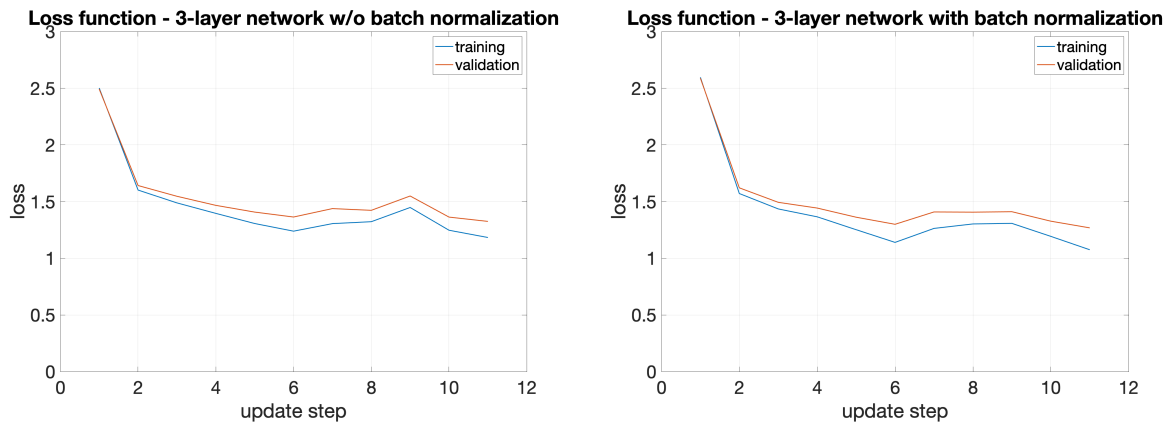 Loss function - 3-layer network w/o batch normalization
3
training
validation
2.5
2
1.5
1
0.5
0
loss
0 2 4 6 8 10 12
update step
Loss function - 3-layer network with batch normalization
3
training
validation
2.5
2
1.5
1
0.5
0
loss
0 2 4 6 8 10 12
update step